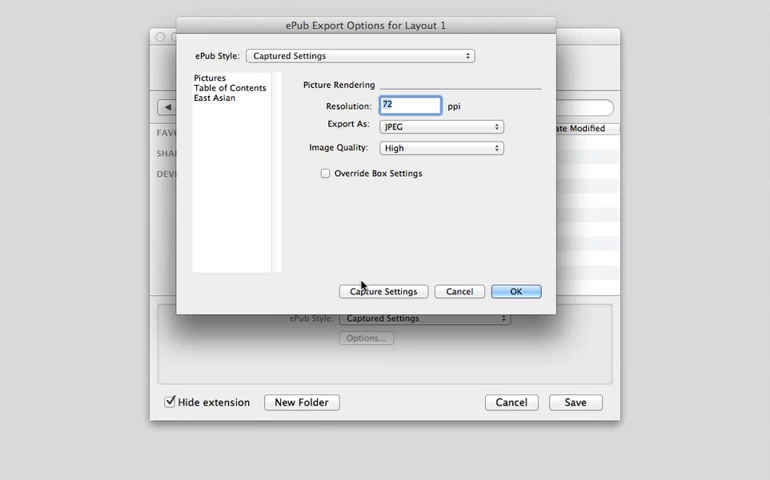 ePub Export Options for Layout 1
ePub Style: Captured Settings
Pictures
Table of Contents
East Asian
Picture Rendering
Resolution: 72 ppi
Export As: JPEG
Image Quality: High
Override Box Settings
Capture Settings Cancel OK
ate Modified
FAVO
SHA
DEV
ePub Style: Captured Settings
Options...
Hide extension New Folder Cancel Save